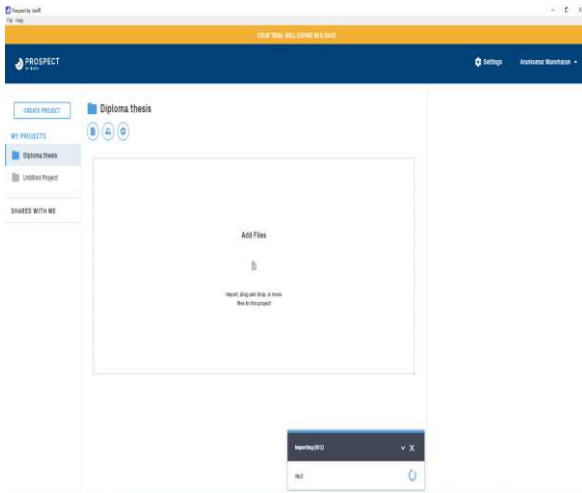 Prospect by IrisVR
File Help
YOUR TRIAL WILL EXPIRE IN 6 DAYS
PROSPECT
Settings
Arunkumar Manoharan
CREATE PROJECT
Diploma thesis
MY PROJECTS
Diploma thesis
Untitled Project
SHARED WITH ME
Add Files
Import, drag and drop, or move
files to this project
Importing (0/1)